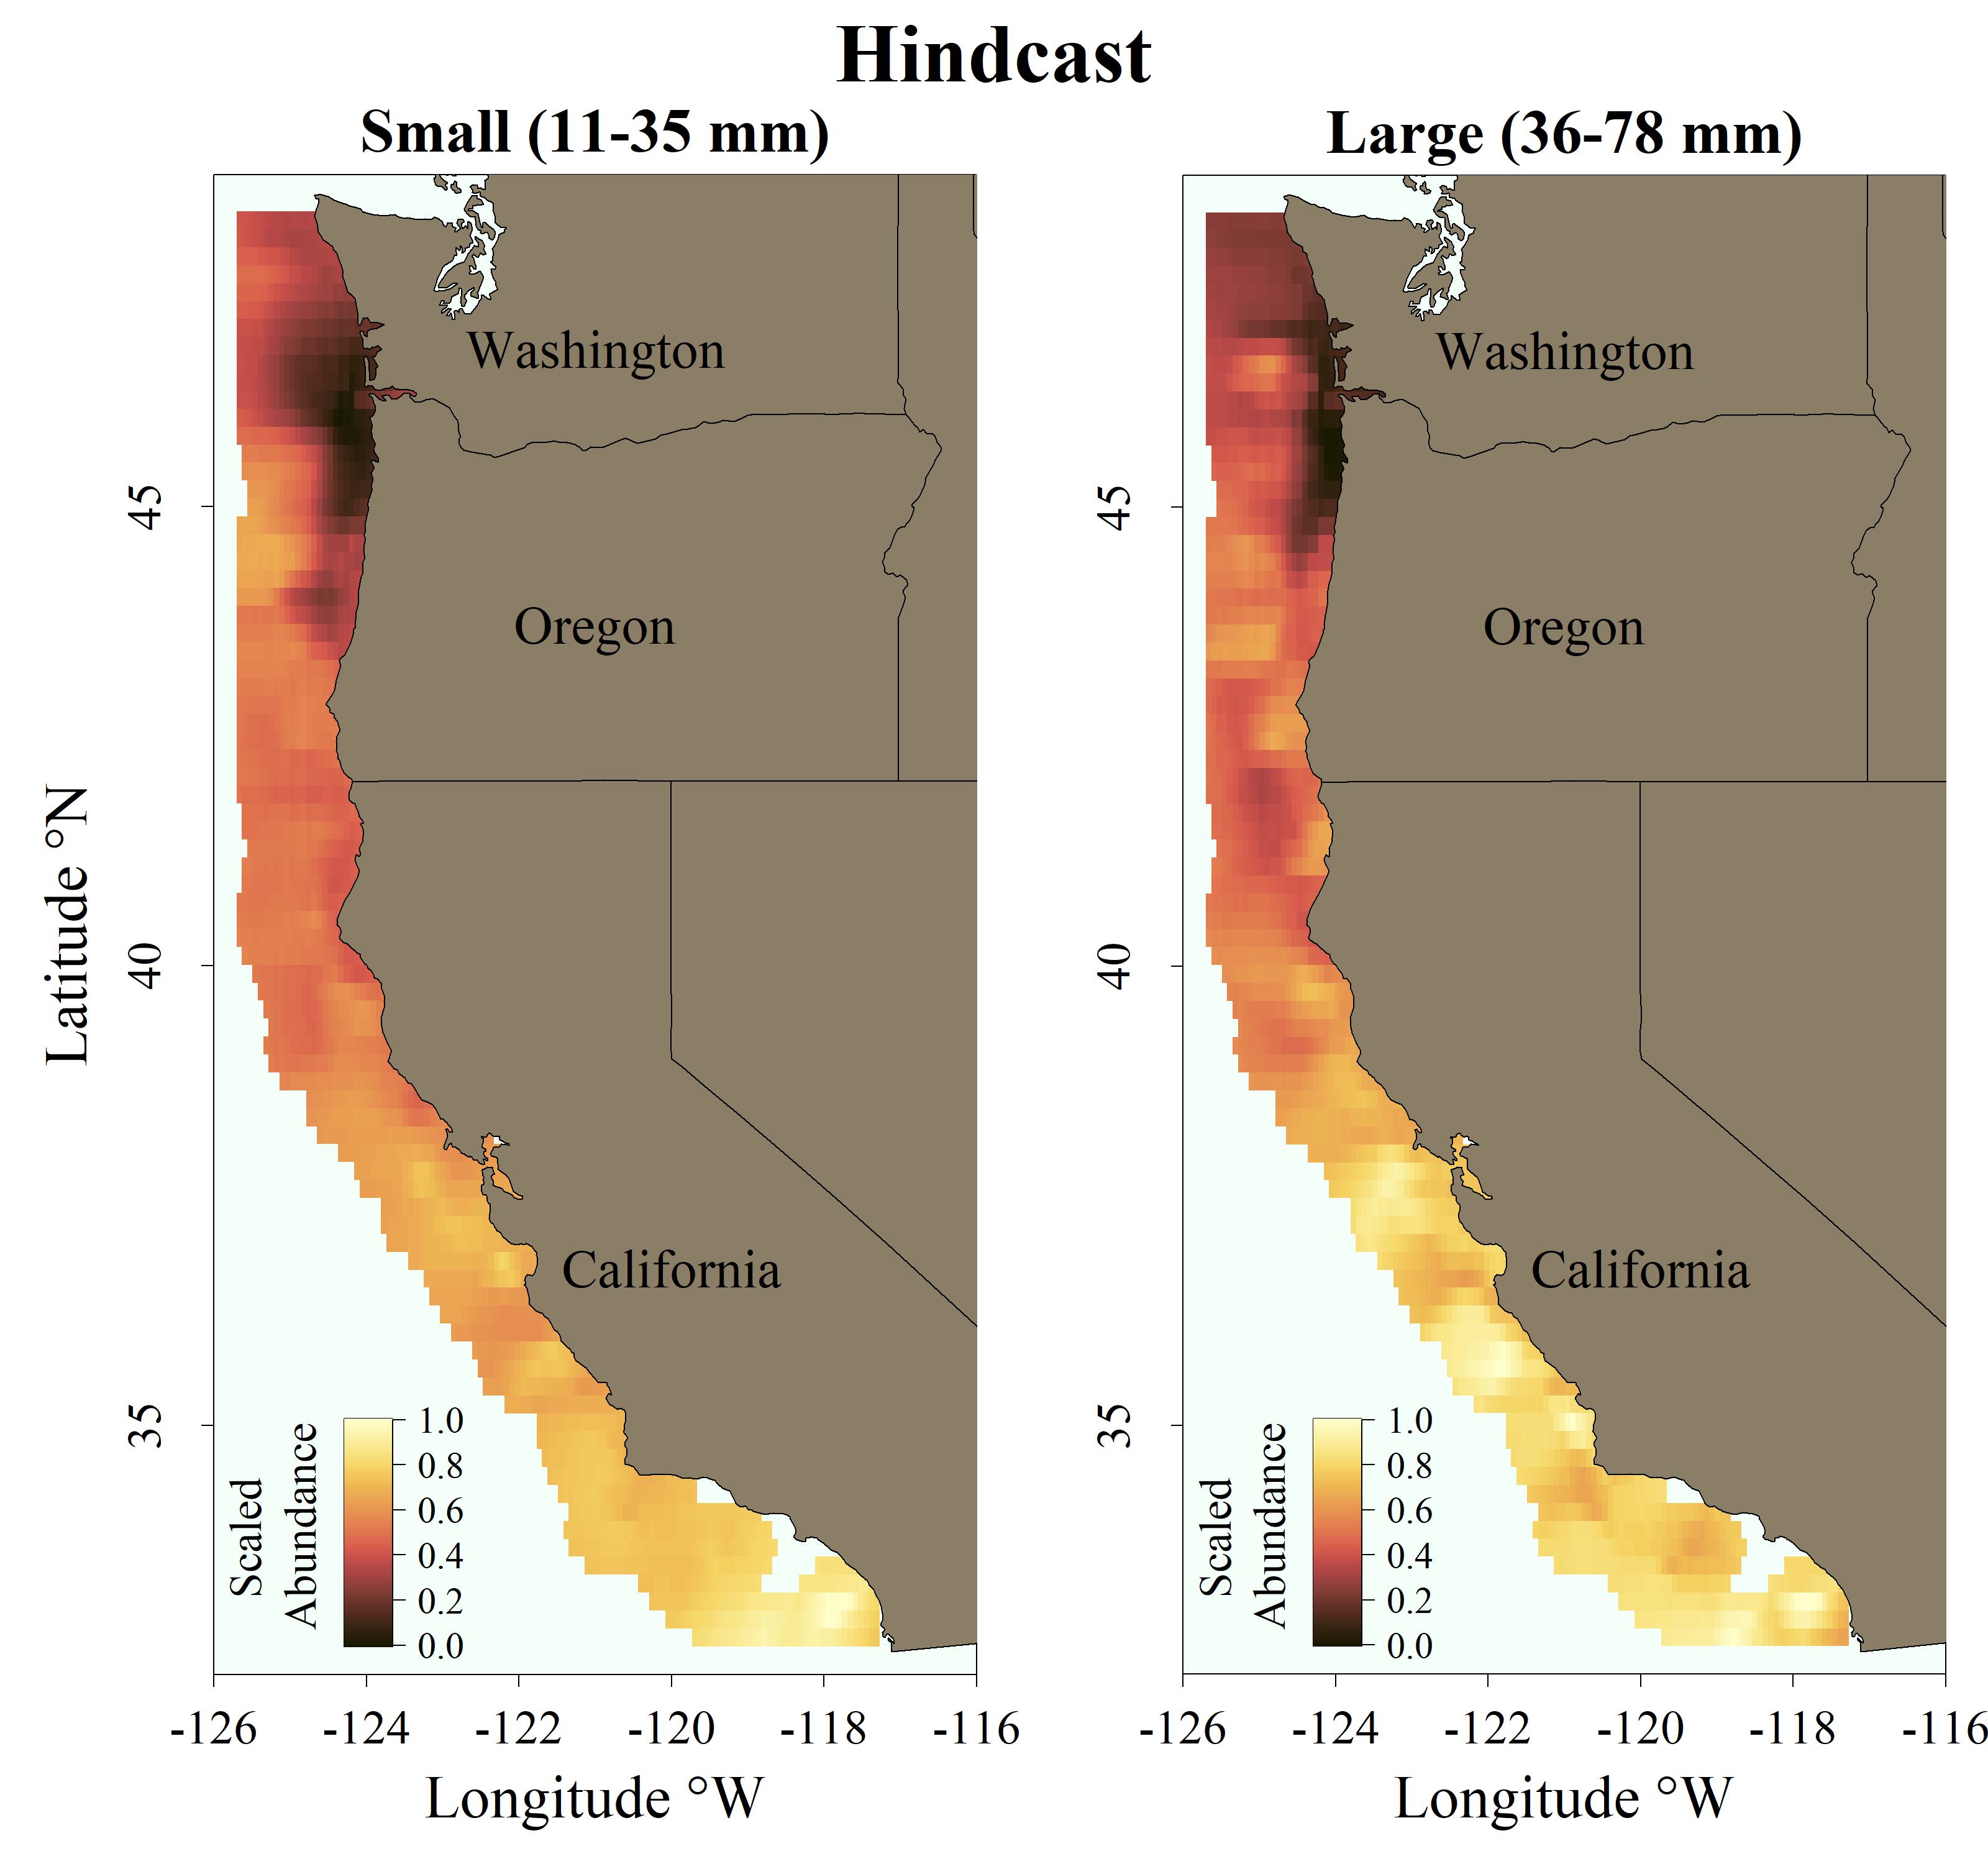 Hindcast
Small (11-35 mm)
Large (36-78 mm)
Latitude °N
45
40
35
Washington
Oregon
California
Scaled
Abundance
1.0
0.8
0.6
0.4
0.2
0.0
-126 -124 -122 -120 -118 -116
Longitude °W
45
40
35
Washington
Oregon
California
Scaled
Abundance
1.0
0.8
0.6
0.4
0.2
0.0
-126 -124 -122 -120 -118 -116
Longitude °W